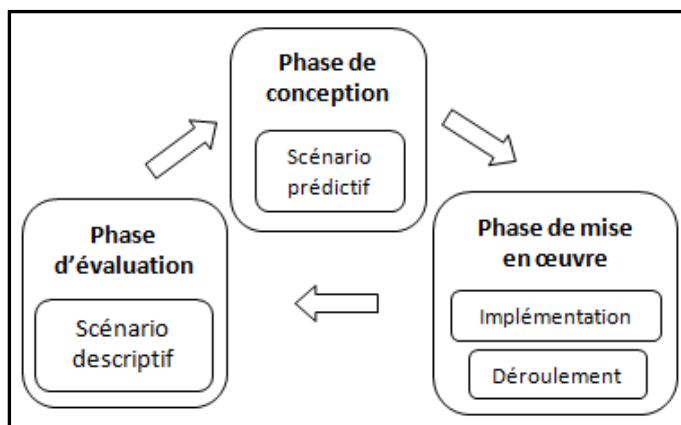 Phase de
conception
Scénario
prédictif
Phase de mise
en œuvre
Implémentation
Déroulement
Phase
d'évaluation
Scénario
descriptif